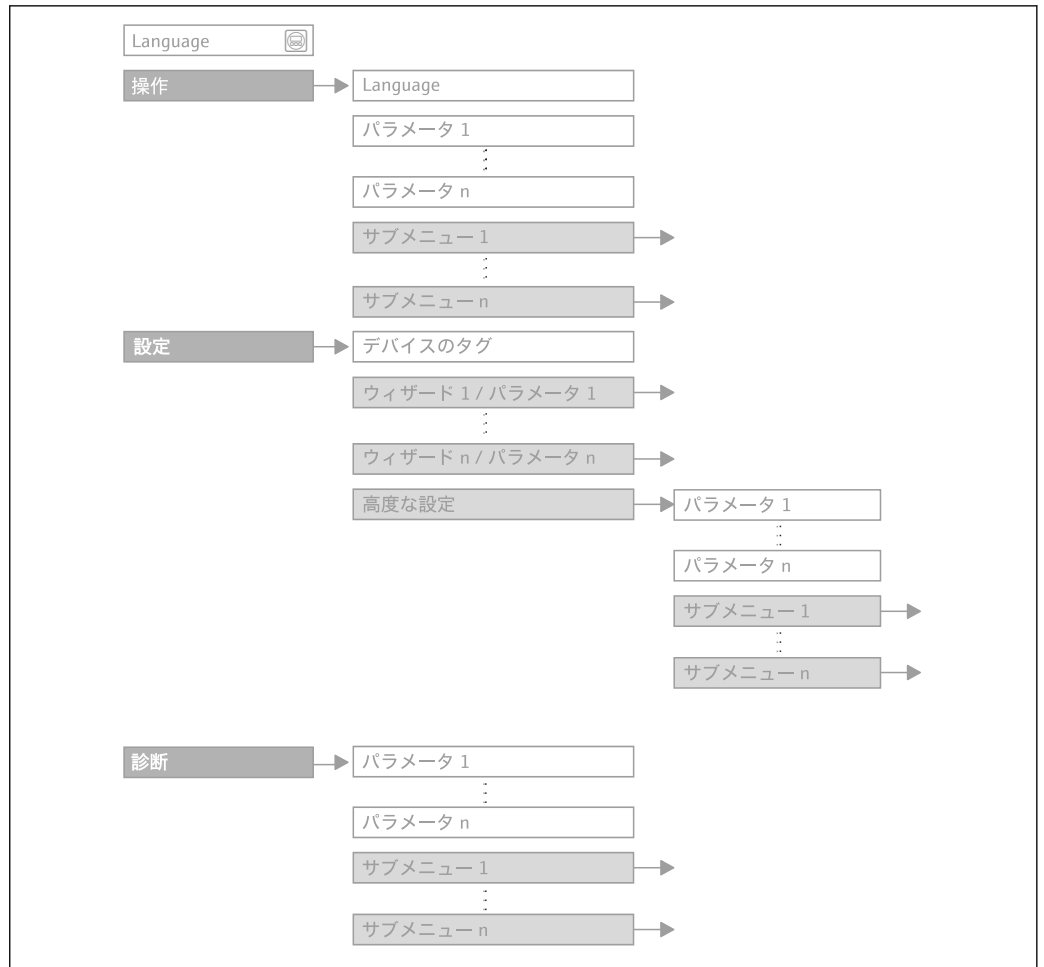 Language
操作
Language
パラメータ 1
パラメータ n
サブメニュー 1
サブメニュー n
設定
デバイスのタグ
ウィザード 1 / パラメータ 1
ウィザード n / パラメータ n
高度な設定
パラメータ 1
パラメータ n
サブメニュー 1
サブメニュー n
診断
パラメータ 1
パラメータ n
サブメニュー 1
サブメニュー n